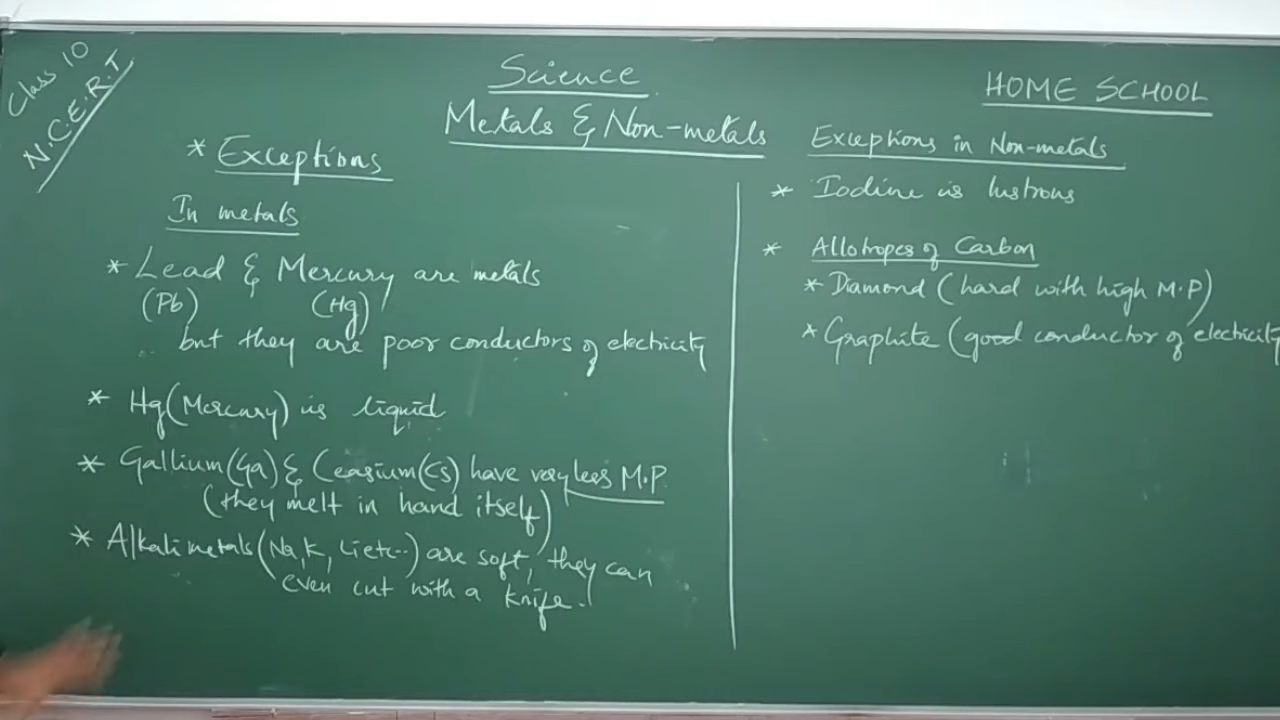 Class 10
N.C.E.R.T
Science
HOME SCHOOL
Metals & Non-metals
* Exceptions
In metals
* Lead & Mercury are metals
(Pb) (Hg)
but they are poor conductors of electricity
* Hg(Mercury) is liquid
* Gallium(Ga) & Ceasium(Cs) have very less M.P.
(they melt in hand itself)
* Alkali metals (Na, K, Li etc..) are soft, they can
even cut with a knife.
Exceptions in Non-metals
* Iodine is lustrous
* Allotropes of Carbon
* Diamond (hard with high M.P)
* Graphite (good conductor of electricity